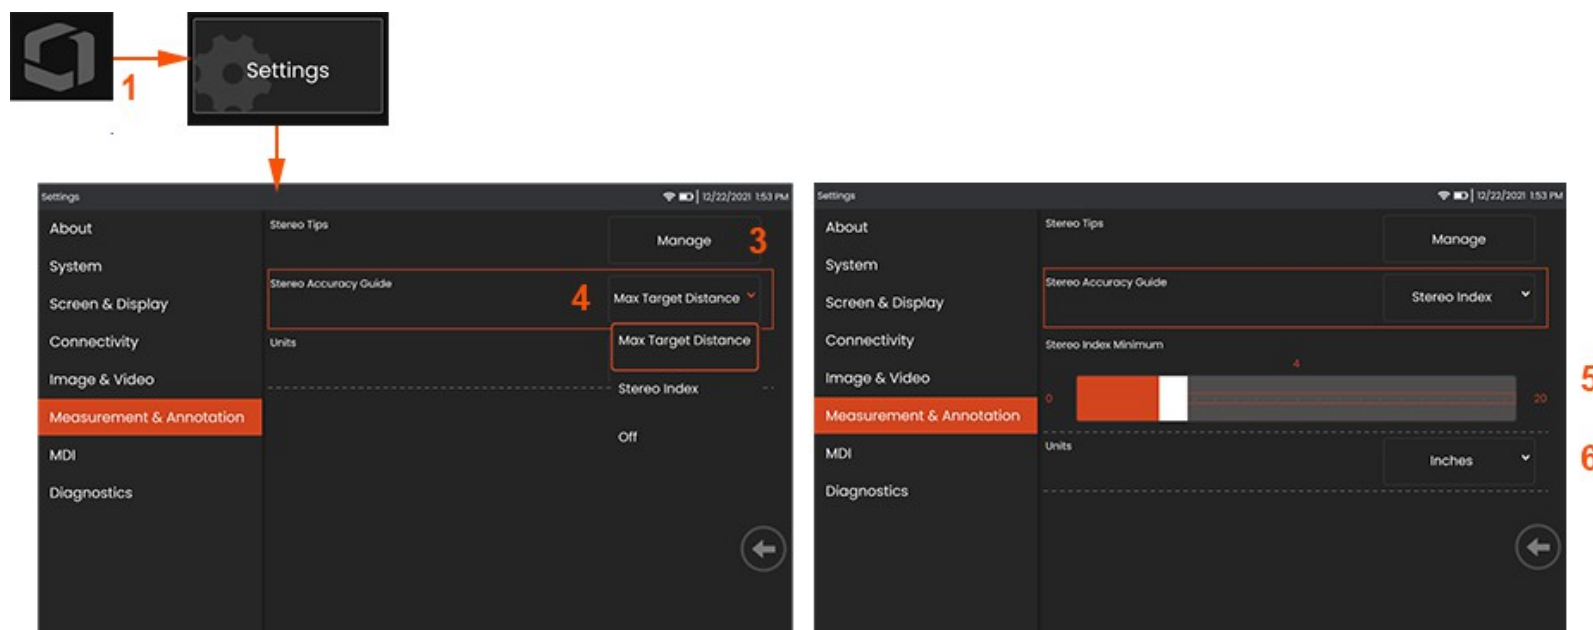 1
Settings
Settings
12/22/2021 1:53 PM
About
System
Screen & Display
Connectivity
Image & Video
Measurement & Annotation
MDI
Diagnostics
Stereo Tips
Manage
3
Stereo Accuracy Guide
4
Max Target Distance
Max Target Distance
Units
Stereo Index
Off
Settings
12/22/2021 1:53 PM
About
System
Screen & Display
Connectivity
Image & Video
Measurement & Annotation
MDI
Diagnostics
Stereo Tips
Manage
Stereo Accuracy Guide
Stereo Index
Stereo Index Minimum
4
0
20
5
Units
Inches
6